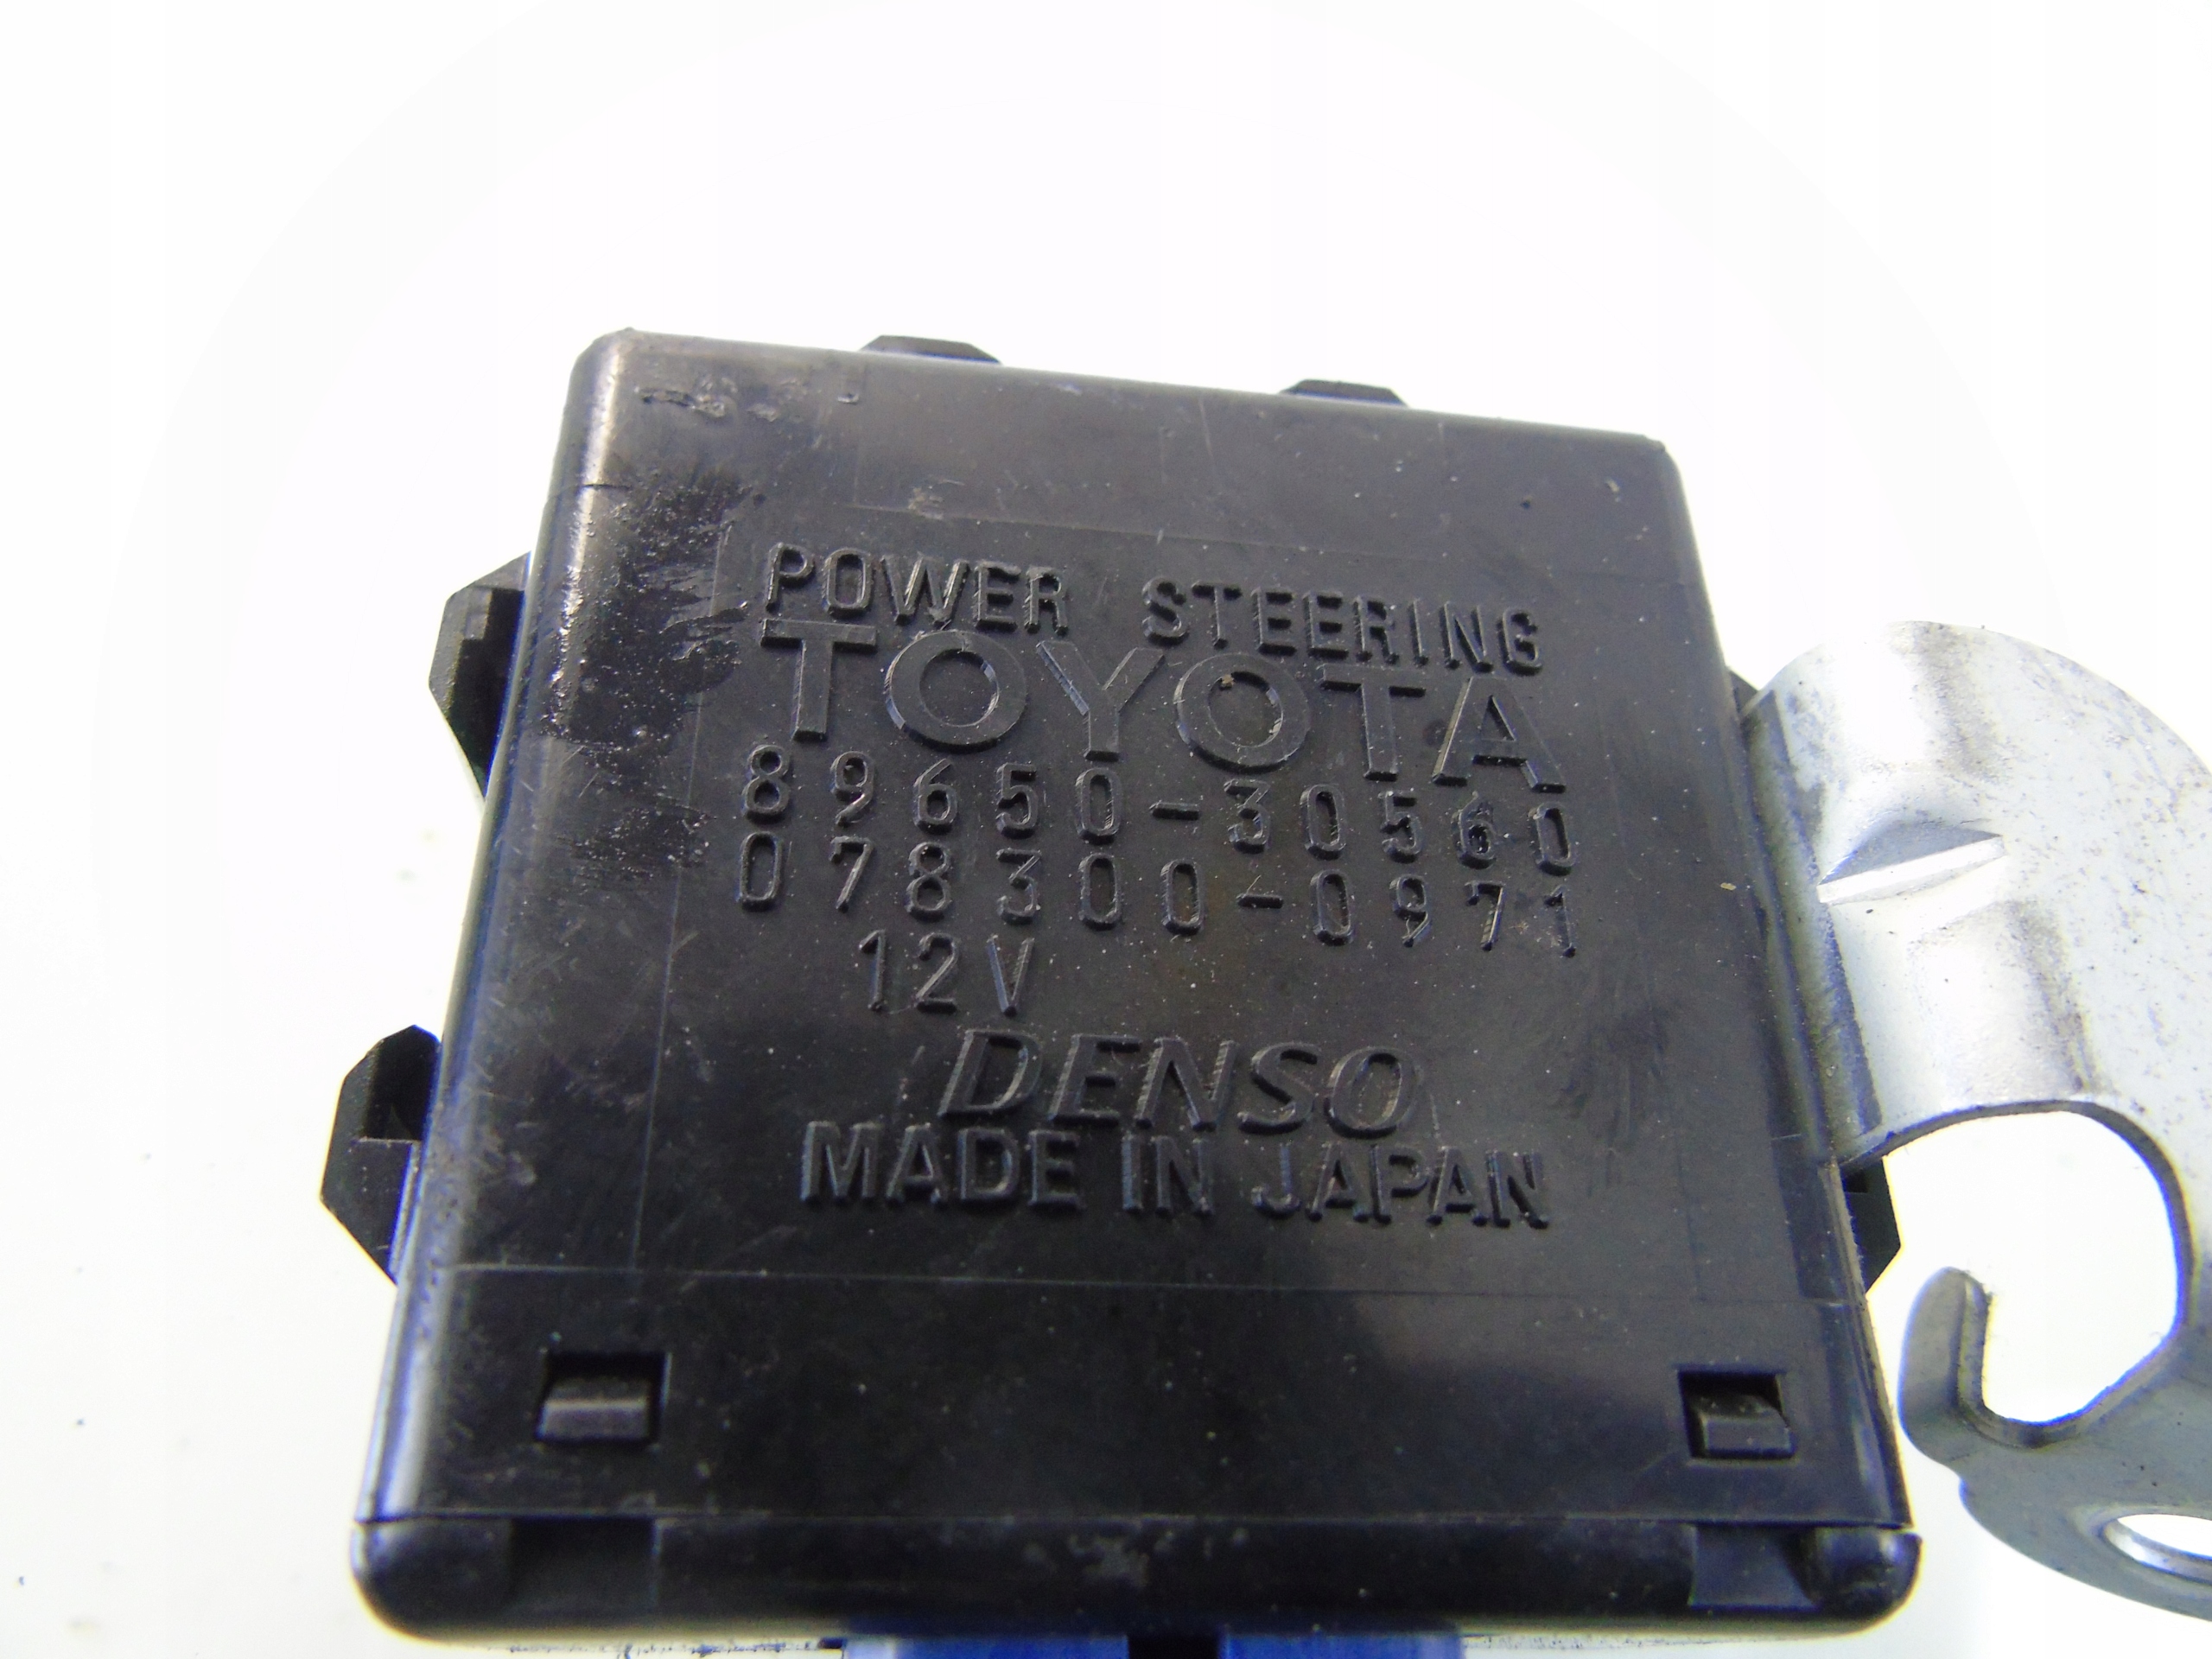 POWER STEERING
TOYOTA
89650-30560
078300-0971
12V
DENSO
MADE IN JAPAN